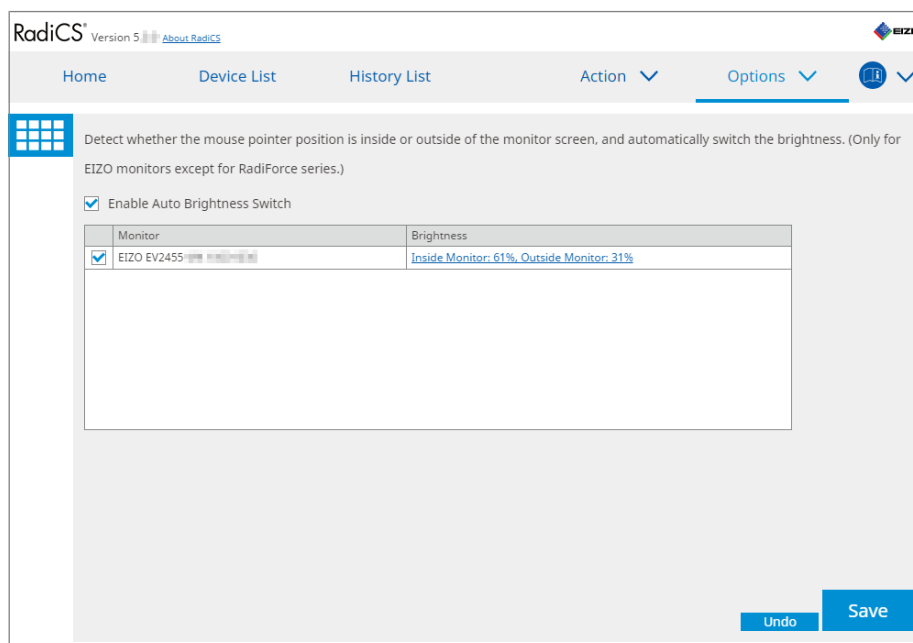 RadiCS® Version 5. About RadiCS
EIZ
Home Device List History List Action Options
Detect whether the mouse pointer position is inside or outside of the monitor screen, and automatically switch the brightness. (Only for
EIZO monitors except for RadiForce series.)
Enable Auto Brightness Switch
Monitor Brightness
EIZO EV2455 Inside Monitor: 61%, Outside Monitor: 31%
Save
Undo